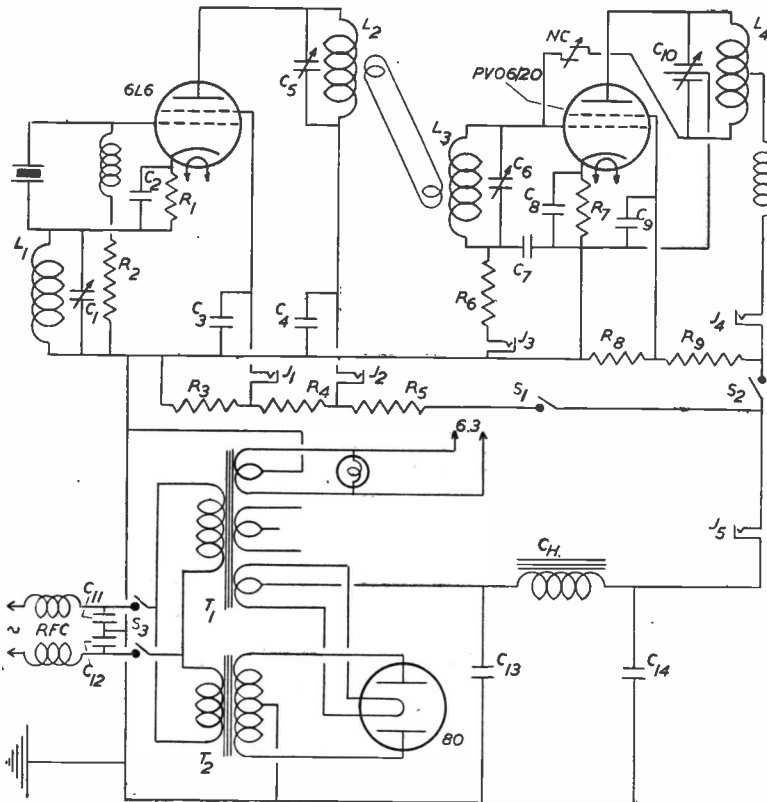 L2
L4
NC
C10
6L6
C5
PV06/20
L3
C2
R1
C6
C8
R7
C9
L1
R2
C7
C1
R6
C3
C4
J3
J4
R8
R9
R3
J1
R4
J2
R5
S1
S2
6.3
J5
CH.
C11
T1
~ RFC
S3
C12
C13
C14
T2
80